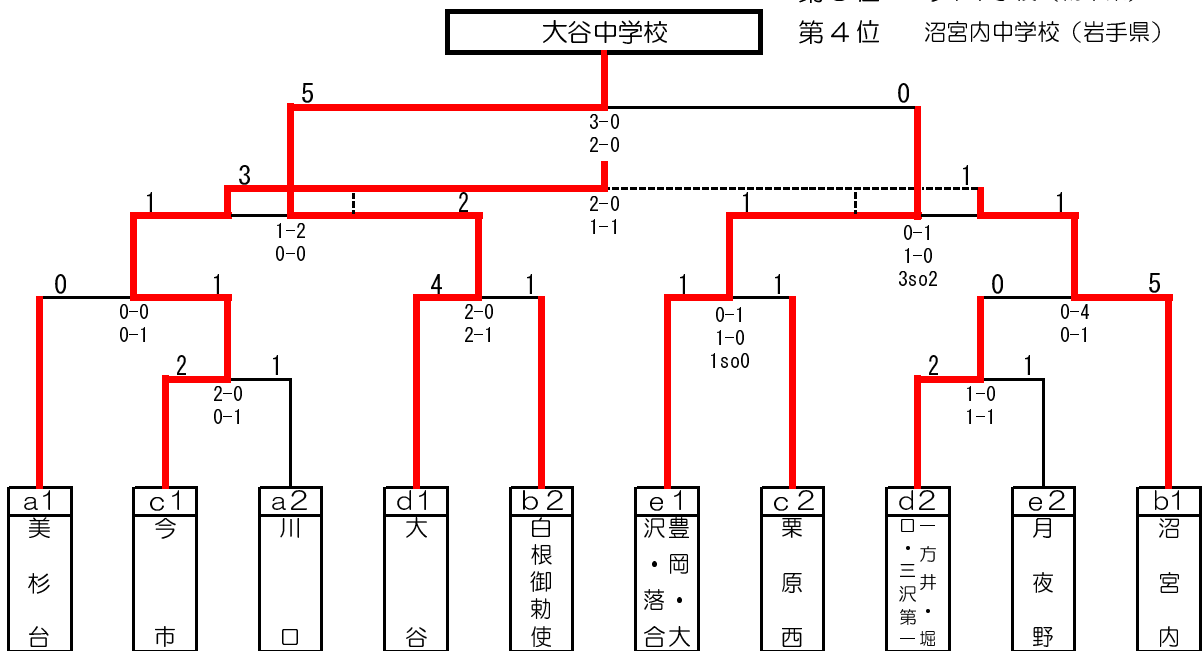 大谷中学校
第４位　沼宮内中学校（岩手県）
5
0
3-0
2-0
3
1
1
2
1
1
2-0
1-1
1-2
0-0
0-1
1-0
3so2
0
1
4
1
1
1
0
5
0-0
0-1
2-0
2-1
0-1
1-0
1so0
0-4
0-1
2
1
2
1
2-0
0-1
1-0
1-1
a1
c1
a2
d1
b2
e1
c2
d2
e2
b1
美杉台
今市
川口
大谷
白根御勅使
豊岡・大
沢・落合
栗原西
一方井・堀
口・三沢第一
月夜野
沼宮内